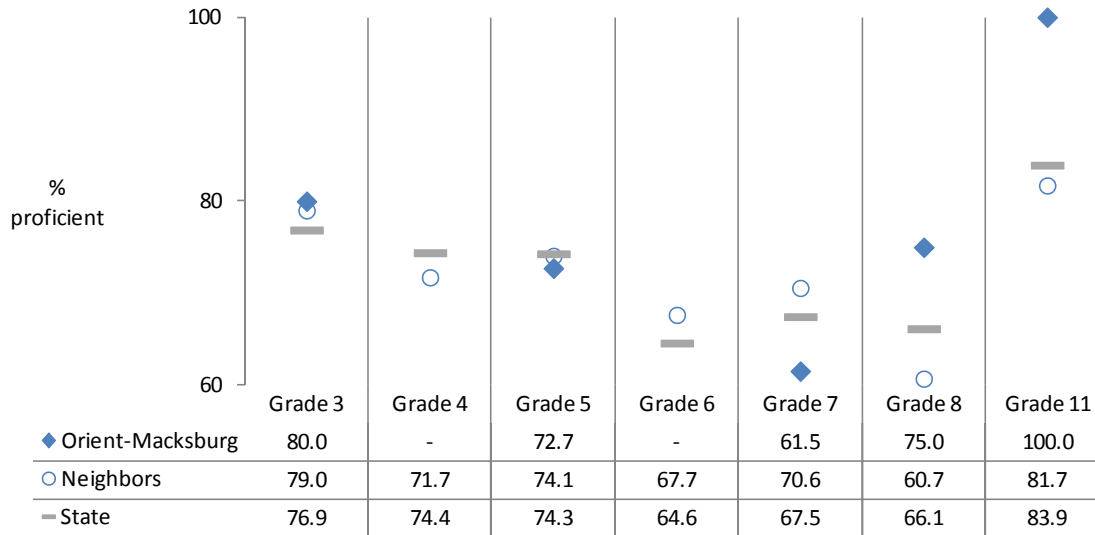 100
80
60
%
proficient
Grade 3 Grade 4 Grade 5 Grade 6 Grade 7 Grade 8 Grade 11
Orient-Macksburg 80.0 - 72.7 - 61.5 75.0 100.0
Neighbors 79.0 71.7 74.1 67.7 70.6 60.7 81.7
State 76.9 74.4 74.3 64.6 67.5 66.1 83.9